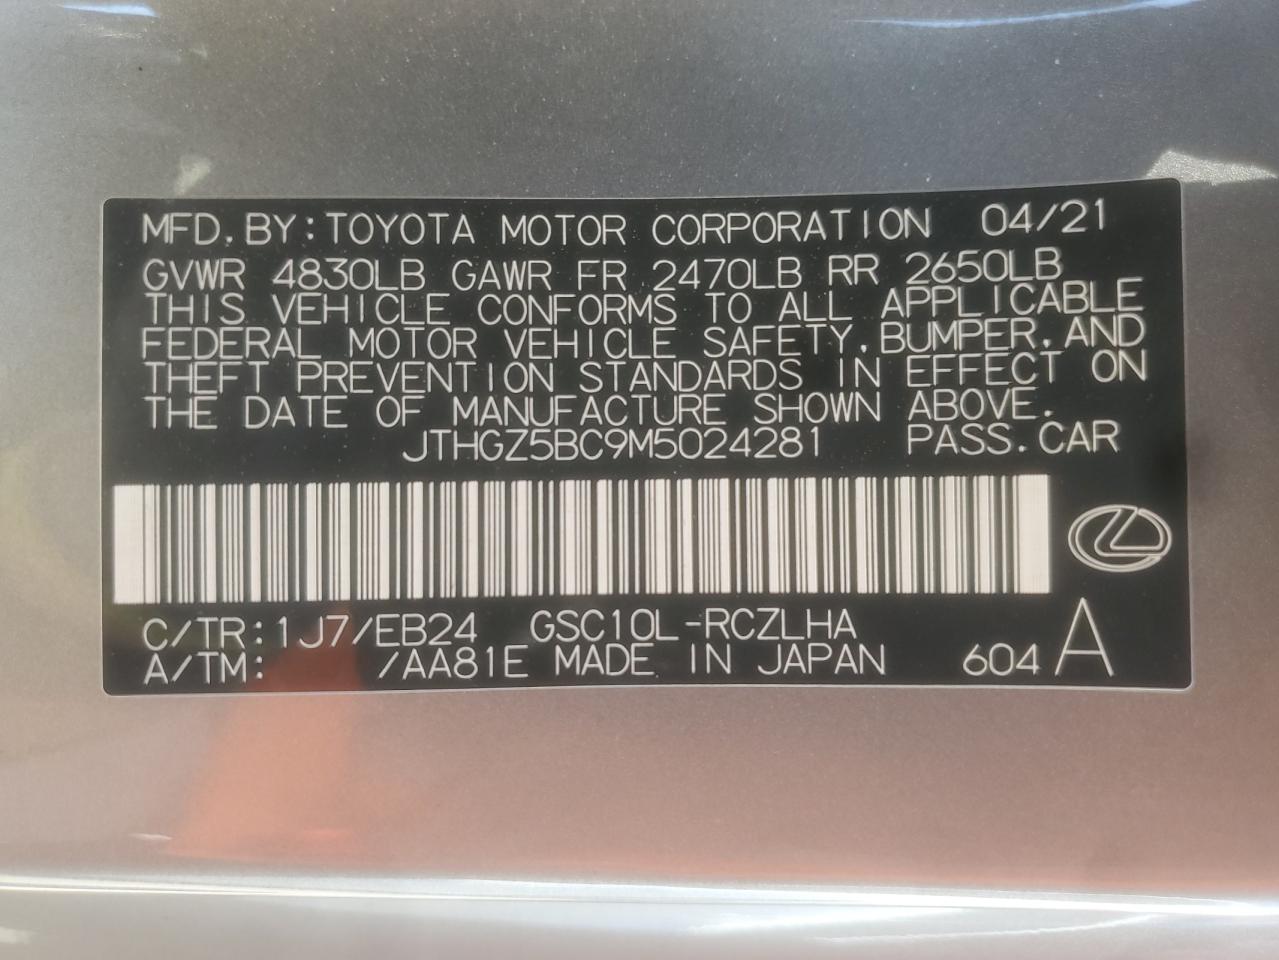 MFD. BY: TOYOTA MOTOR CORPORATION 04/21
GVWR 4830LB GAWR FR 2470LB RR 2650LB
THIS VEHICLE CONFORMS TO ALL APPLICABLE
FEDERAL MOTOR VEHICLE SAFETY, BUMPER, AND
THEFT PREVENTION STANDARDS IN EFFECT ON
THE DATE OF MANUFACTURE SHOWN ABOVE.
JTHGZ5BC9M5024281 PASS. CAR
C/TR: 1J7/EB24 GSC10L-RCZLHA
A/TM: /AA81E MADE IN JAPAN 604 A